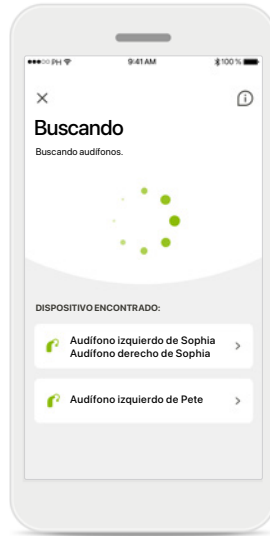 PH 9:41 AM 100 %
Buscando
Buscando audífonos.
DISPOSITIVO ENCONTRADO:
Audífono izquierdo de Sophia
Audífono derecho de Sophia
Audífono izquierdo de Pete